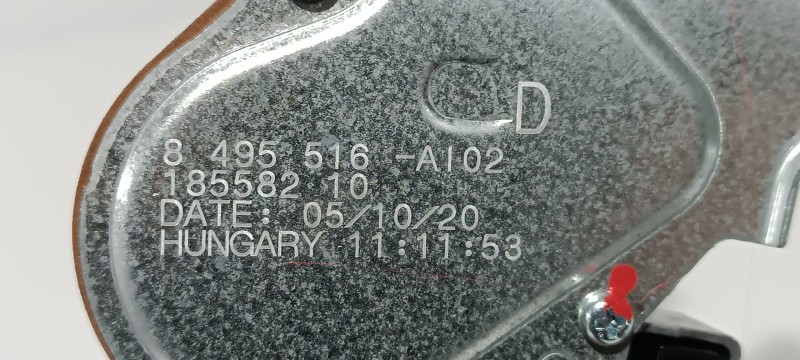 D
8 495 516 -AI02
185582 10
DATE: 05/10/20
HUNGARY 11:11:53